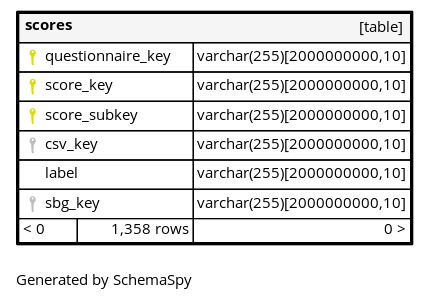 scores [table]
questionnaire_key varchar(255)[2000000000,10]
score_key varchar(255)[2000000000,10]
score_subkey varchar(255)[2000000000,10]
csv_key varchar(255)[2000000000,10]
label varchar(255)[2000000000,10]
sbg_key varchar(255)[2000000000,10]
< 0 1,358 rows 0 >
Generated by SchemaSpy